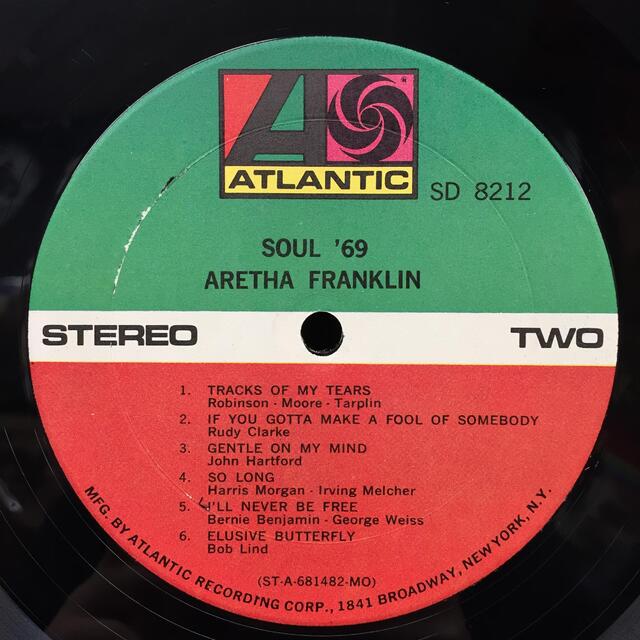 ATLANTIC
SD 8212
SOUL '69
ARETHA FRANKLIN
STEREO
TWO
1. TRACKS OF MY TEARS
Robinson - Moore - Tarplin
2. IF YOU GOTTA MAKE A FOOL OF SOMEBODY
Rudy Clarke
3. GENTLE ON MY MIND
John Hartford
4. SO LONG
Harris Morgan - Irving Melcher
5. I'LL NEVER BE FREE
Bernie Benjamin - George Weiss
6. ELUSIVE BUTTERFLY
Bob Lind
(ST-A-681482-MO)
MFG. BY ATLANTIC RECORDING CORP., 1841 BROADWAY, NEW YORK, N.Y.